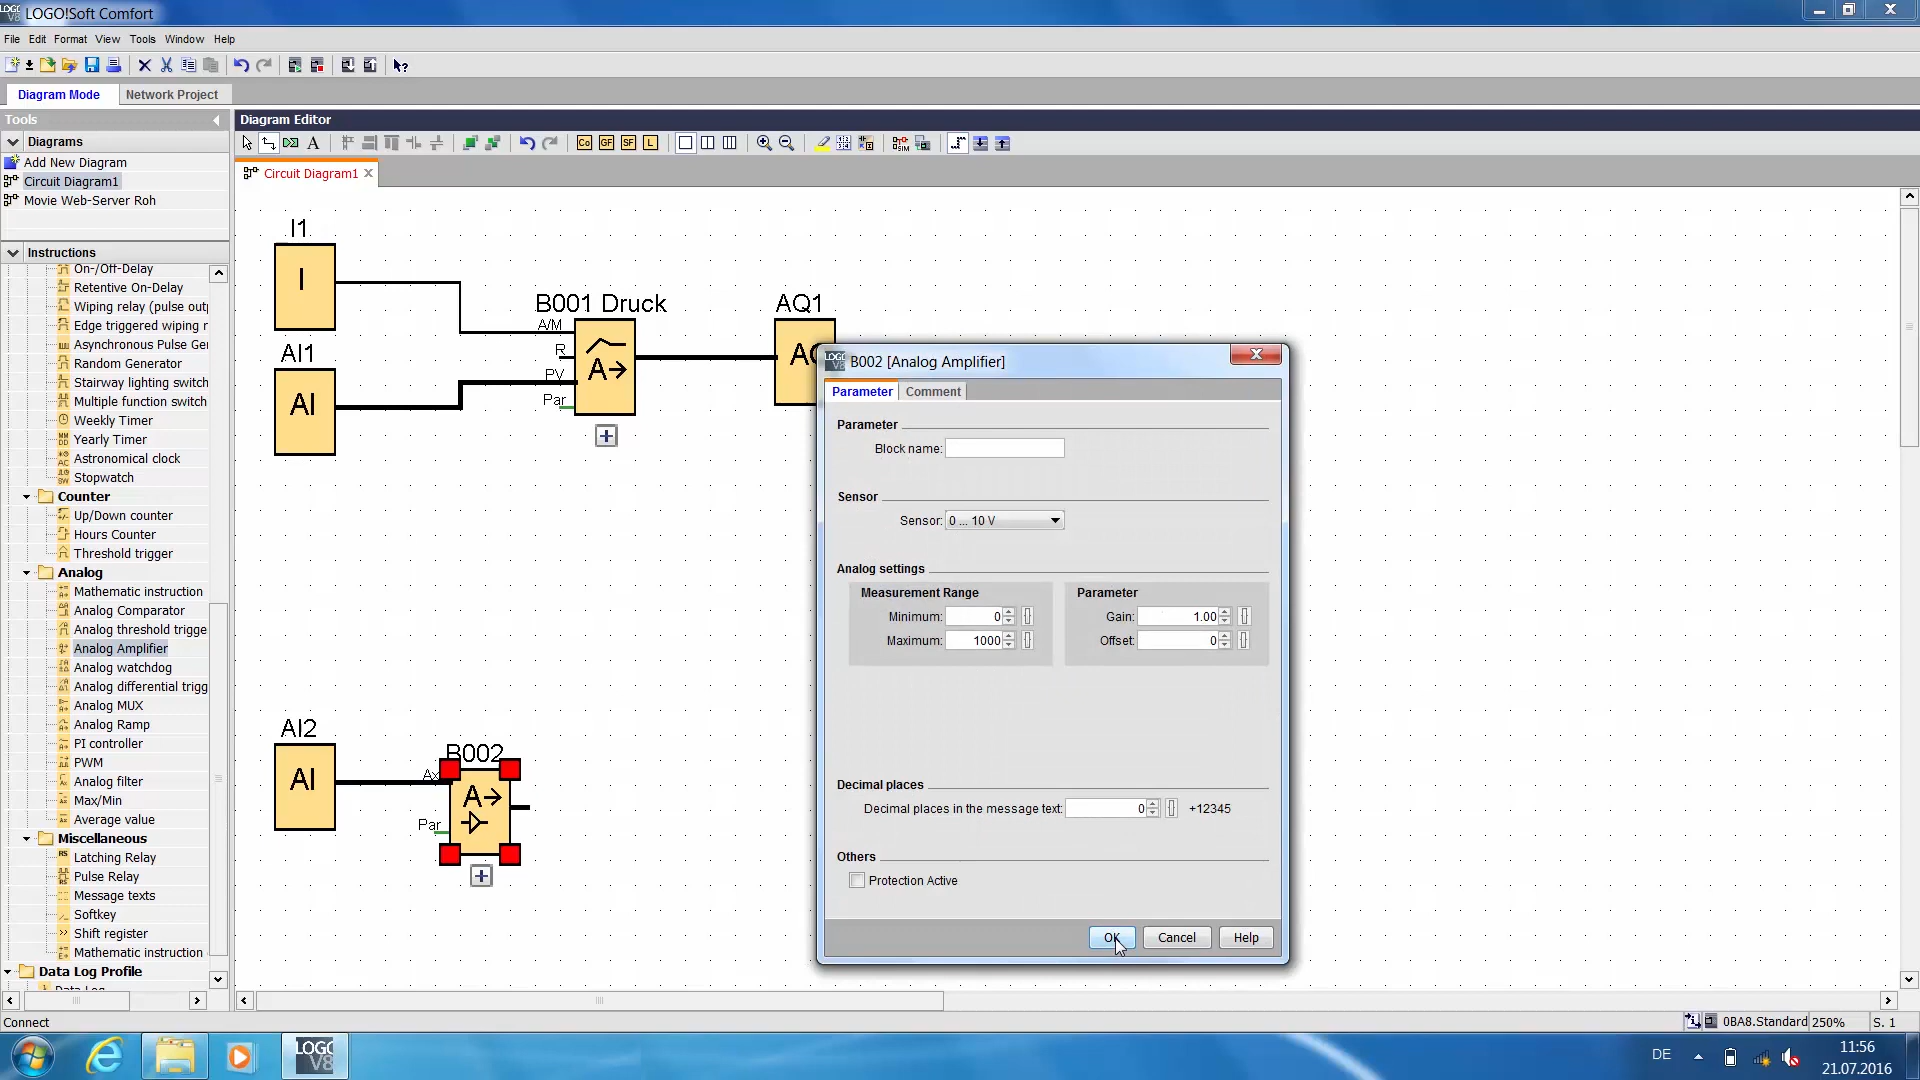 LOGO!Soft Comfort
File Edit Format View Tools Window Help
Diagram Mode Network Project
Tools
Diagram Editor
Diagrams
Add New Diagram
Circuit Diagram1
Movie Web-Server Roh
Co GF SF L
Circuit Diagram1
Instructions
On-/Off-Delay
Retentive On-Delay
Wiping relay (pulse outp
Edge triggered wiping r
Asynchronous Pulse Ger
Random Generator
Stairway lighting switch
Multiple function switch
Weekly Timer
Yearly Timer
Astronomical clock
Stopwatch
Counter
Up/Down counter
Hours Counter
Threshold trigger
Analog
Mathematic instruction
Analog Comparator
Analog threshold trigge
Analog Amplifier
Analog watchdog
Analog differential trigg
Analog MUX
Analog Ramp
PI controller
PWM
Analog filter
Max/Min
Average value
Miscellaneous
Latching Relay
Pulse Relay
Message texts
Softkey
Shift register
Mathematic instruction
Data Log Profile
I1
I
AI1
AI
B001 Druck
A/M
R
PV
Par
A
AQ1
AI2
AI
B002
Ax
Par
A
B002 [Analog Amplifier]
Parameter Comment
Parameter
Block name:
Sensor
Sensor: 0 ... 10 V
Analog settings
Measurement Range Parameter
Minimum: 0 Gain: 1.00
Maximum: 1000 Offset: 0
Decimal places
Decimal places in the message text: 0 +12345
Others
Protection Active
OK Cancel Help
Connect
0BA8.Standard 250% S. 1
LOGO
V8
DE
11:56
21.07.2016